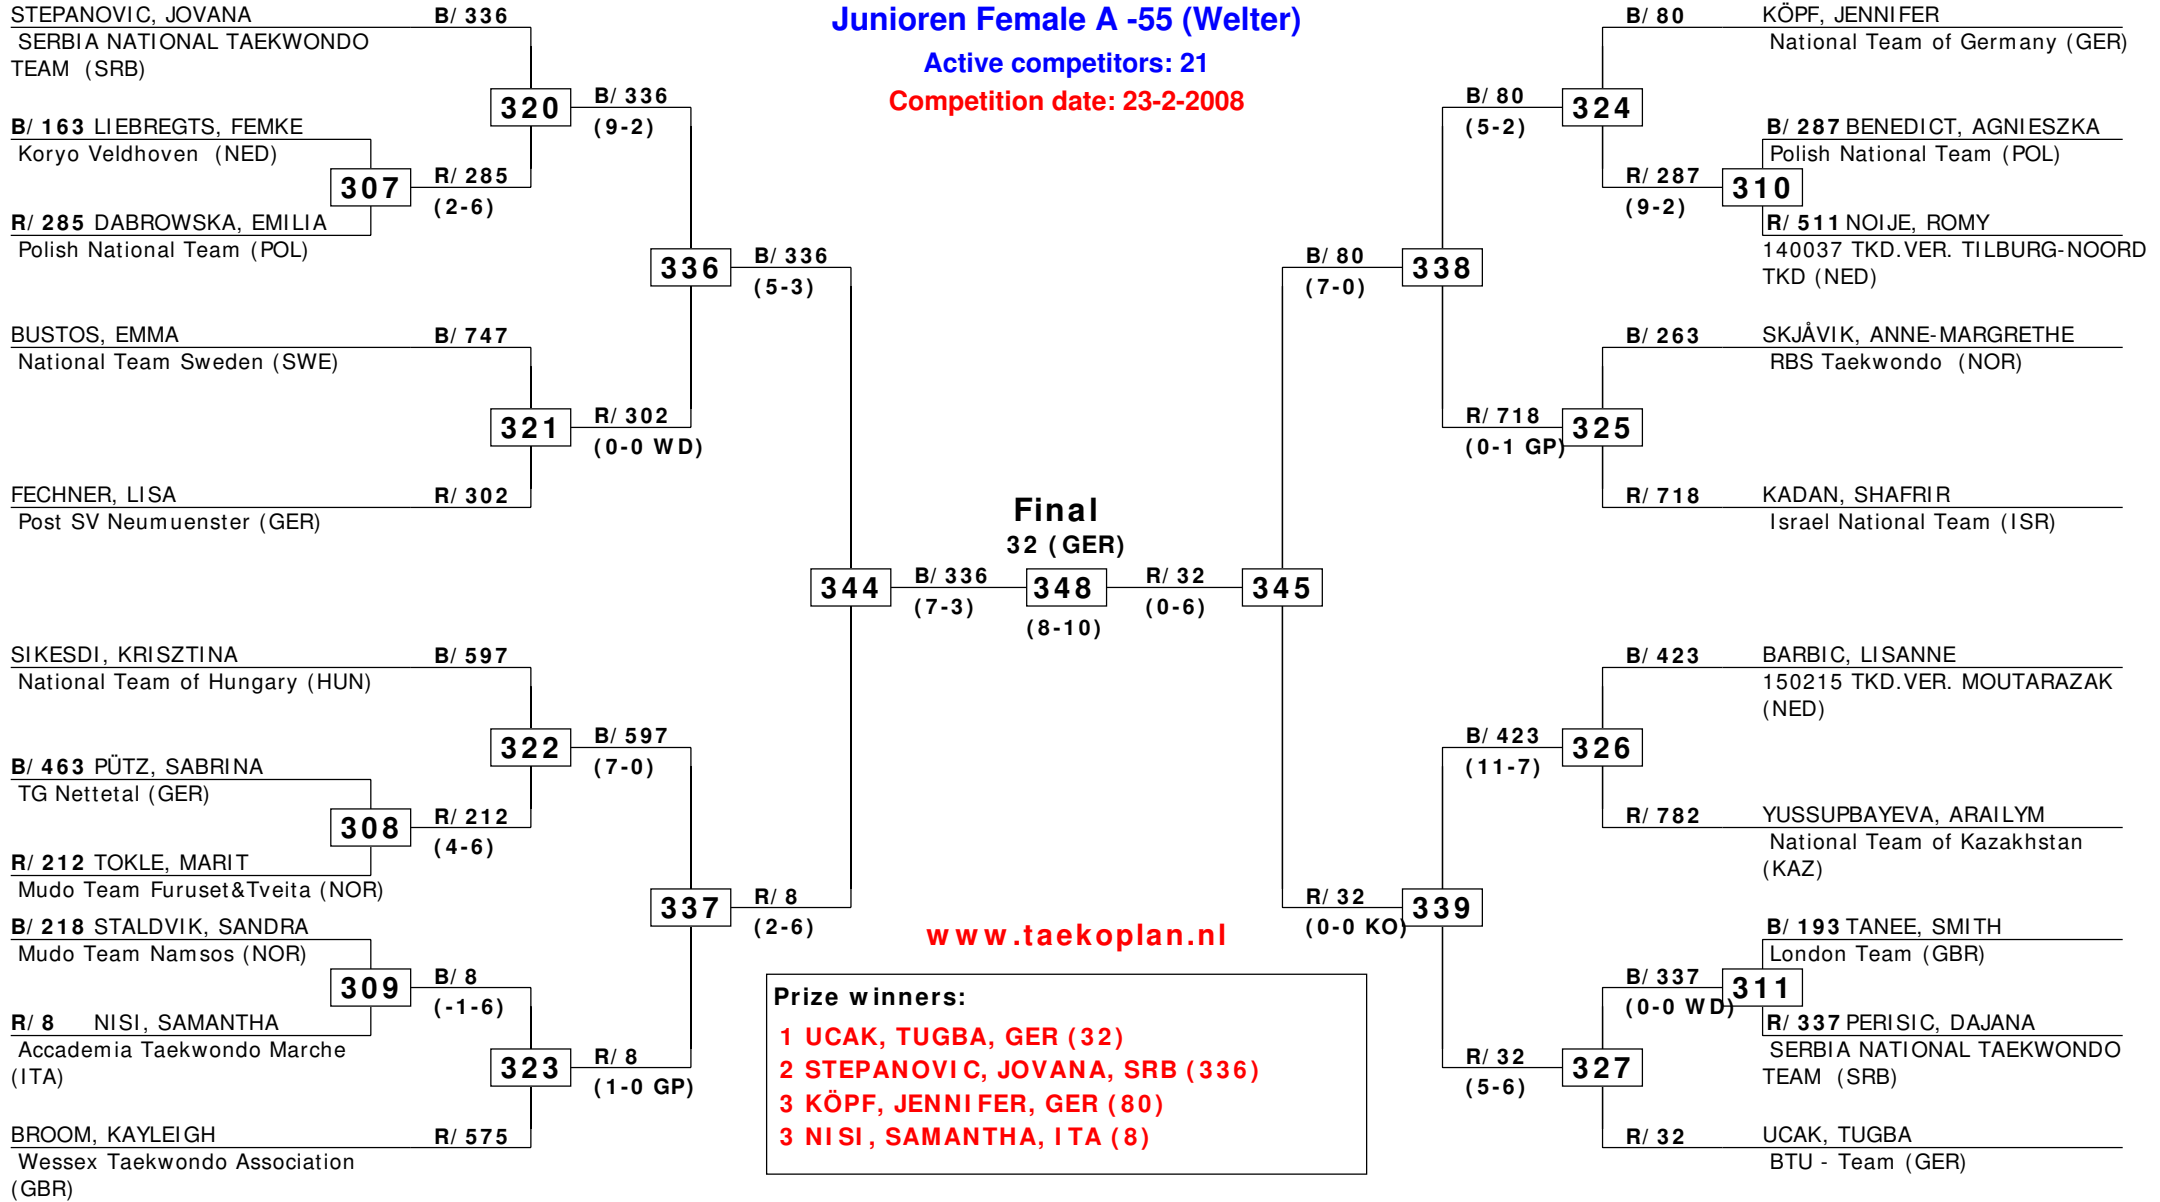 Junioren Female A -55 (Welter)
Active competitors: 21
Competition date: 23-2-2008
STEPANOVIC, JOVANA B/ 336
SERBIA NATIONAL TAEKWONDO
TEAM (SRB)
320
B/ 336
(9-2)
B/ 163 LIEBREGTS, FEMKE
Koryo Veldhoven (NED)
307
R/ 285
(2-6)
R/ 285 DABROWSKA, EMILIA
Polish National Team (POL)
336
B/ 336
(5-3)
BUSTOS, EMMA B/ 747
National Team Sweden (SWE)
321
R/ 302
(0-0 WD)
FECHNER, LISA R/ 302
Post SV Neumuenster (GER)
344
B/ 336
(7-3)
SIKESDI, KRISZTINA B/ 597
National Team of Hungary (HUN)
322
B/ 597
(7-0)
B/ 463 PÜTZ, SABRINA
TG Nettetal (GER)
308
R/ 212
(4-6)
R/ 212 TOKLE, MARIT
Mudo Team Furuset&Tveita (NOR)
337
R/ 8
(2-6)
B/ 218 STALDVIK, SANDRA
Mudo Team Namsos (NOR)
309
B/ 8
(-1-6)
R/ 8 NISI, SAMANTHA
Accademia Taekwondo Marche
(ITA)
323
R/ 8
(1-0 GP)
BROOM, KAYLEIGH R/ 575
Wessex Taekwondo Association
(GBR)
Final
32 (GER)
348
(8-10)
B/ 80 KÖPF, JENNIFER
National Team of Germany (GER)
B/ 80
(5-2)
324
B/ 287 BENEDICT, AGNIESZKA
Polish National Team (POL)
R/ 287
(9-2)
310
R/ 511 NOIJE, ROMY
140037 TKD.VER. TILBURG-NOORD
TKD (NED)
B/ 80
(7-0)
338
B/ 263 SKJÅVIK, ANNE-MARGRETHE
RBS Taekwondo (NOR)
R/ 718
(0-1 GP)
325
R/ 718 KADAN, SHAFRIR
Israel National Team (ISR)
R/ 32
(0-6)
345
B/ 423 BARBIC, LISANNE
150215 TKD.VER. MOUTARAZAK
(NED)
B/ 423
(11-7)
326
R/ 782 YUSSUPBAYEVA, ARAILYM
National Team of Kazakhstan
(KAZ)
R/ 32
(0-0 KO)
339
B/ 193 TANEE, SMITH
London Team (GBR)
B/ 337
(0-0 WD)
311
R/ 337 PERISIC, DAJANA
SERBIA NATIONAL TAEKWONDO
TEAM (SRB)
R/ 32
(5-6)
327
R/ 32 UCAK, TUGBA
BTU - Team (GER)
www.taekoplan.nl
Prize winners:
1 UCAK, TUGBA, GER (32)
2 STEPANOVIC, JOVANA, SRB (336)
3 KÖPF, JENNIFER, GER (80)
3 NISI, SAMANTHA, ITA (8)